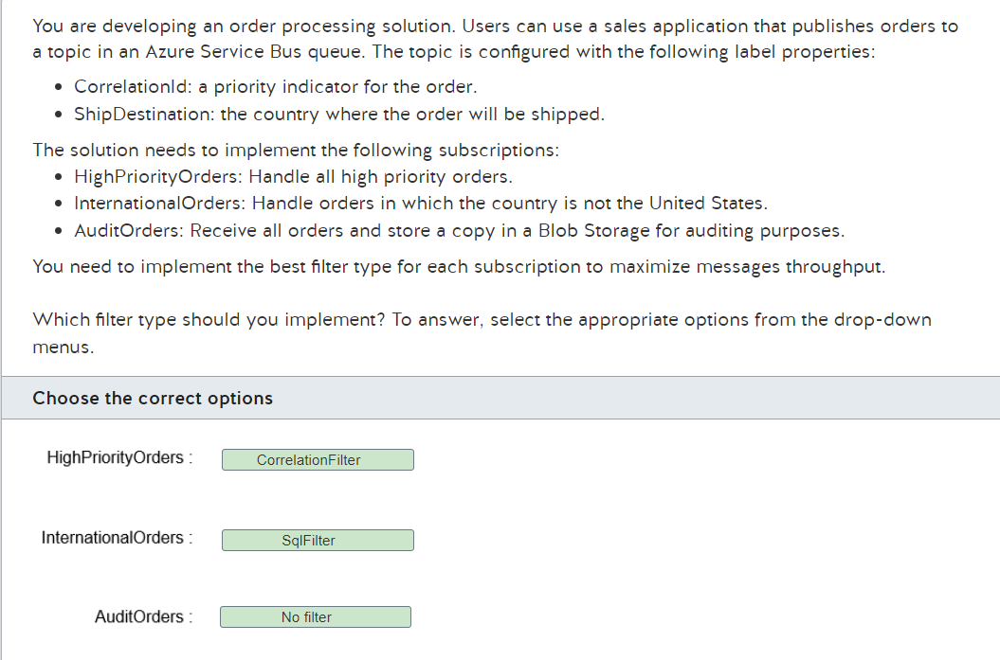 You are developing an order processing solution. Users can use a sales application that publishes orders to
a topic in an Azure Service Bus queue. The topic is configured with the following label properties:
• CorrelationId: a priority indicator for the order.
• ShipDestination: the country where the order will be shipped.
The solution needs to implement the following subscriptions:
• HighPriorityOrders: Handle all high priority orders.
• InternationalOrders: Handle orders in which the country is not the United States.
• AuditOrders: Receive all orders and store a copy in a Blob Storage for auditing purposes.
You need to implement the best filter type for each subscription to maximize messages throughput.
Which filter type should you implement? To answer, select the appropriate options from the drop-down
menus.
Choose the correct options
HighPriorityOrders : CorrelationFilter
InternationalOrders : SqlFilter
AuditOrders : No filter